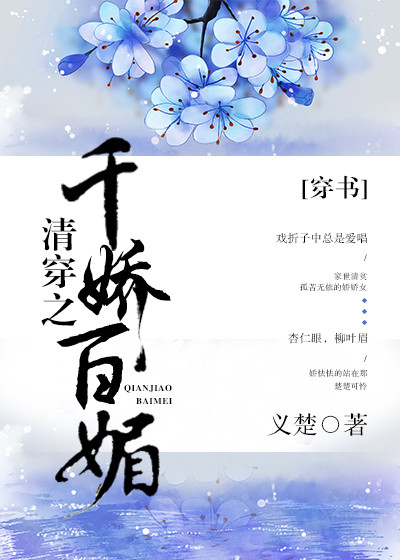 清穿之
千娇百媚
QIANJIAO
BAIMEI
[穿书]
戏折子中总是爱唱
/
家世清贫
孤苦无依的娇娇女
杏仁眼，柳叶眉
/
娇怯怯的站在那
楚楚可怜
义楚○著